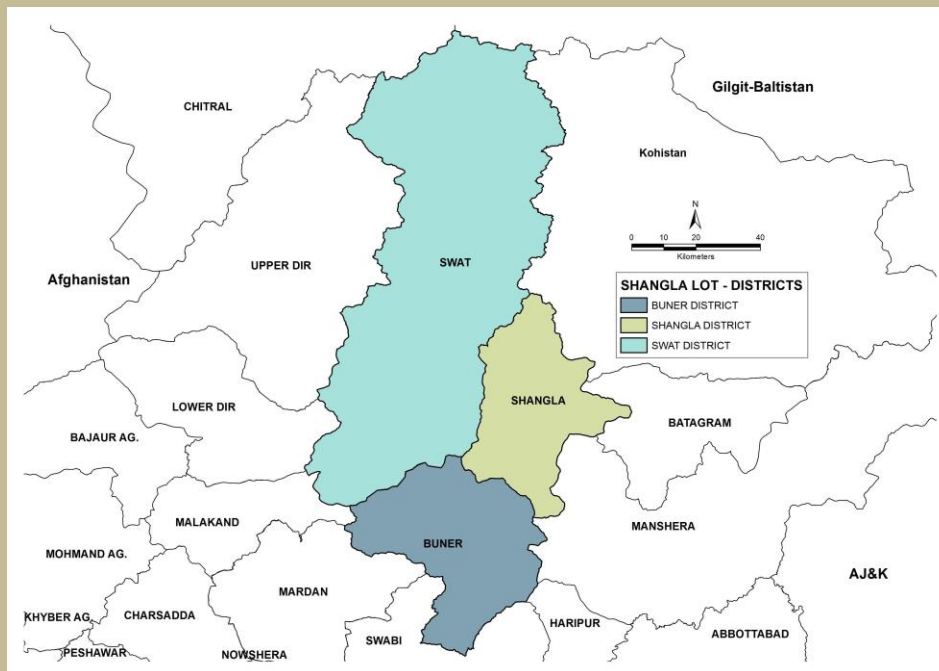 Gilgit-Baltistan
CHITRAL
Kohistan
N
0 10 20 40
Kilometers
Afghanistan
UPPER DIR
SWAT
SHANGLA LOT - DISTRICTS
BUNER DISTRICT
SHANGLA DISTRICT
SWAT DISTRICT
LOWER DIR
SHANGLA
BATAGRAM
BAJAUR AG.
MALAKAND
MANSHERA
BUNER
MOHMAND AG.
AJ&K
MARDAN
KHYBER AG.
CHARSADDA
HARIPUR
ABBOTTABAD
SWABI
PESHAWAR
NOWSHERA